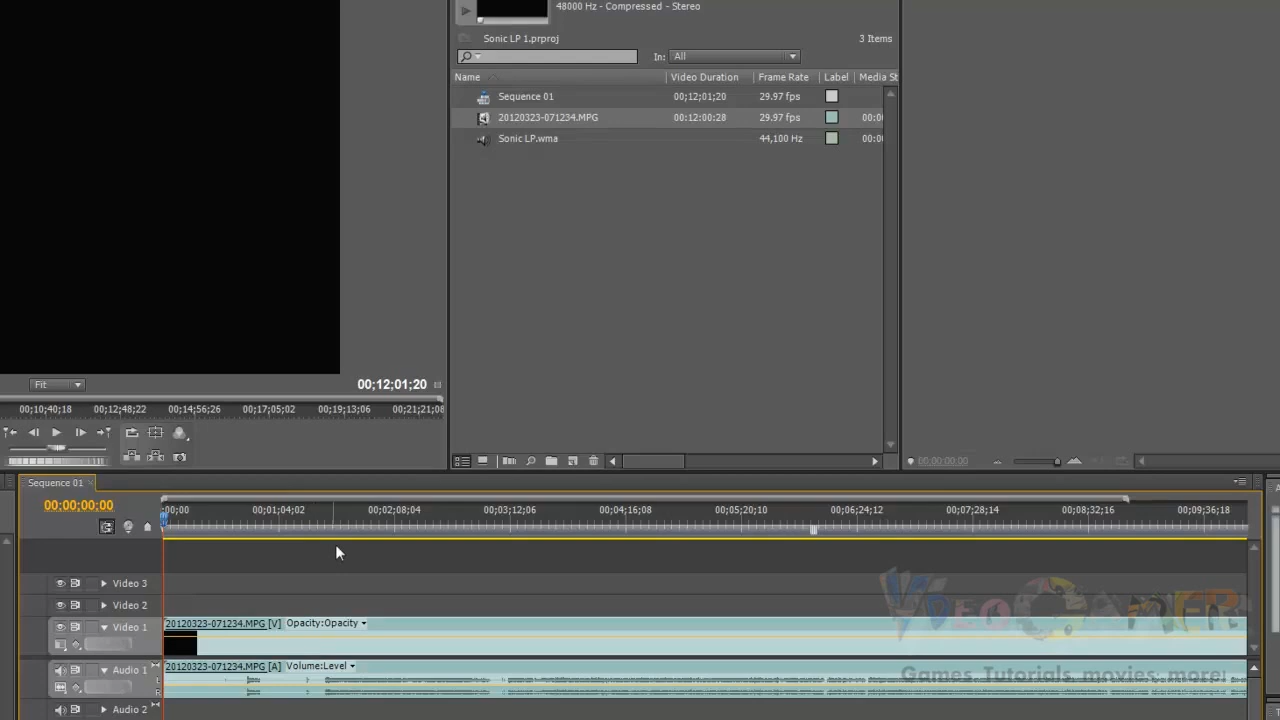 48000 Hz - Compressed - Stereo
Sonic LP 1.prproj
3 Items
In: All
Name Video Duration Frame Rate Label Media St
Sequence 01 00;12;01;20 29.97 fps
20120323-071234.MPG 00:12:00:28 29.97 fps 00:0
Sonic LP.wma 44,100 Hz 00:0
Fit 00;12;01;20
00;10;40;18 00;12;48;22 00;14;56;26 00;17;05;02 00;19;13;06 00;21;21;08
00;00;00;00
Sequence 01
00;00;00;00
;00;00 00;01;04;02 00;02;08;04 00;03;12;06 00;04;16;08 00;05;20;10 00;06;24;12 00;07;28;14 00;08;32;16 00;09;36;18
Video 3
Video 2
VideoGamer
Video 1 20120323-071234.MPG [V] Opacity:Opacity
Games, Tutorials, movies, more!
Audio 1 20120323-071234.MPG [A] Volume:Level
L
R
Audio 2